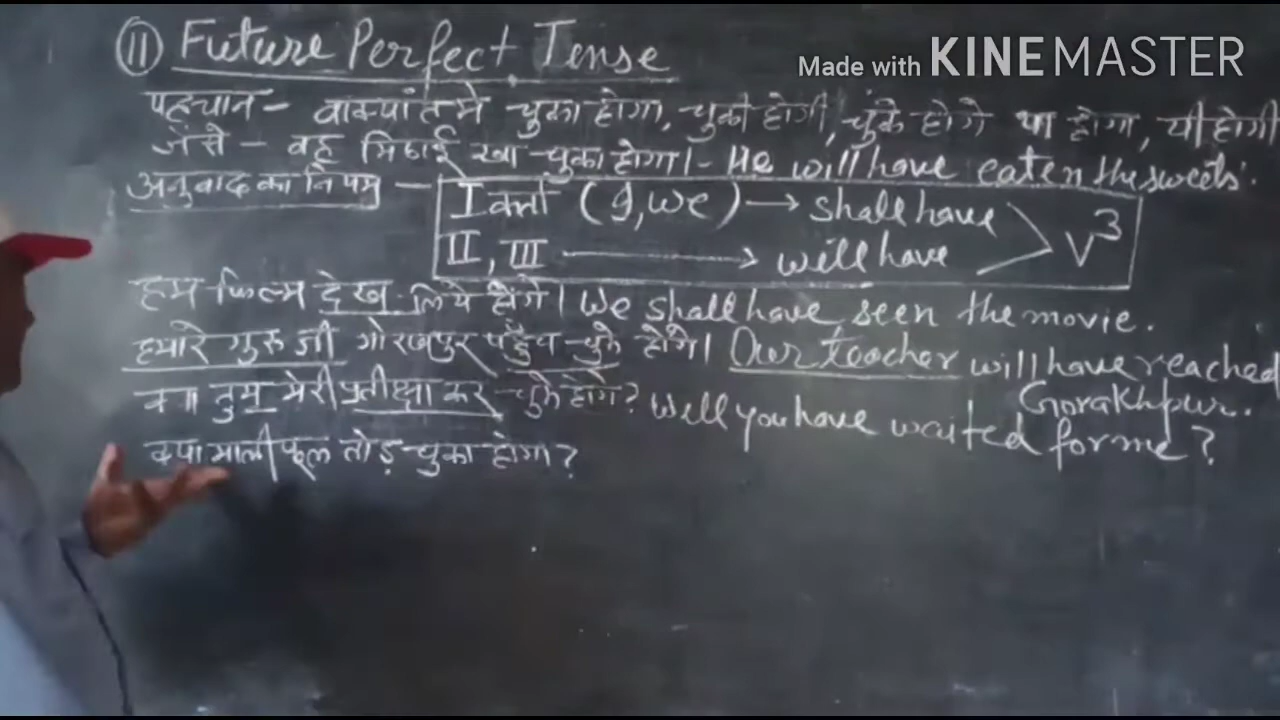 (11) Future Perfect Tense
Made with KINEMASTER
पहचान - वाक्यांत मे चुका होगा, चुकी होगी, चुके होगे या होगा, यी होगी
जैसे - वह मिठाई खा चुका होगा। - He will have eaten the sweets.
अनुवाद का नियम - I कर्ता (I, we) → shall have > V³
II, III → will have
हम फिल्म देख लिये होंगे। We shall have seen the movie.
हमारे गुरु जी गोरखपुर पहुँच चुके होगे। Our teacher will have reached Gorakhpur.
क्या तुम मेरी प्रतीक्षा कर चुके होगे? Well you have waited for me?
क्या माली फूल तोड़ चुका होगा?